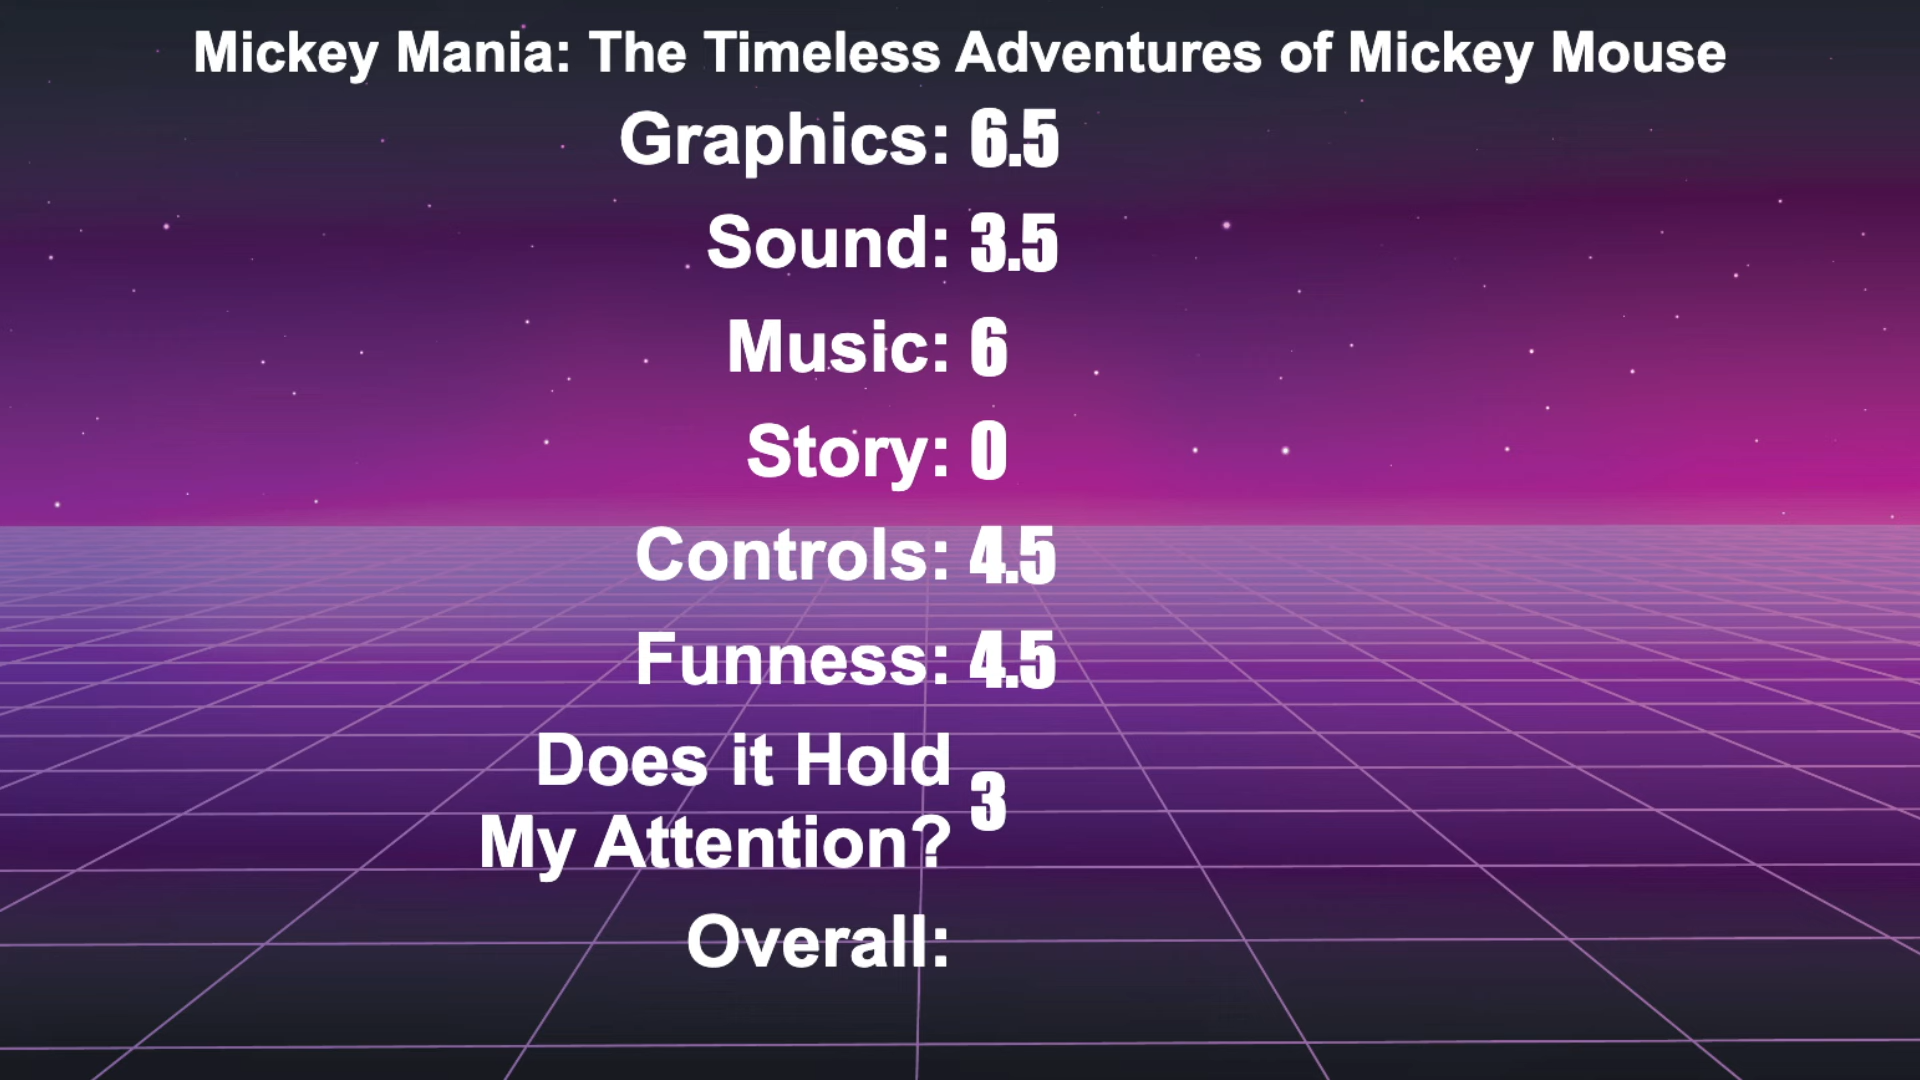 Mickey Mania: The Timeless Adventures of Mickey Mouse
Graphics: 6.5
Sound: 3.5
Music: 6
Story: 0
Controls: 4.5
Funness: 4.5
Does it Hold
My Attention? 3
Overall: